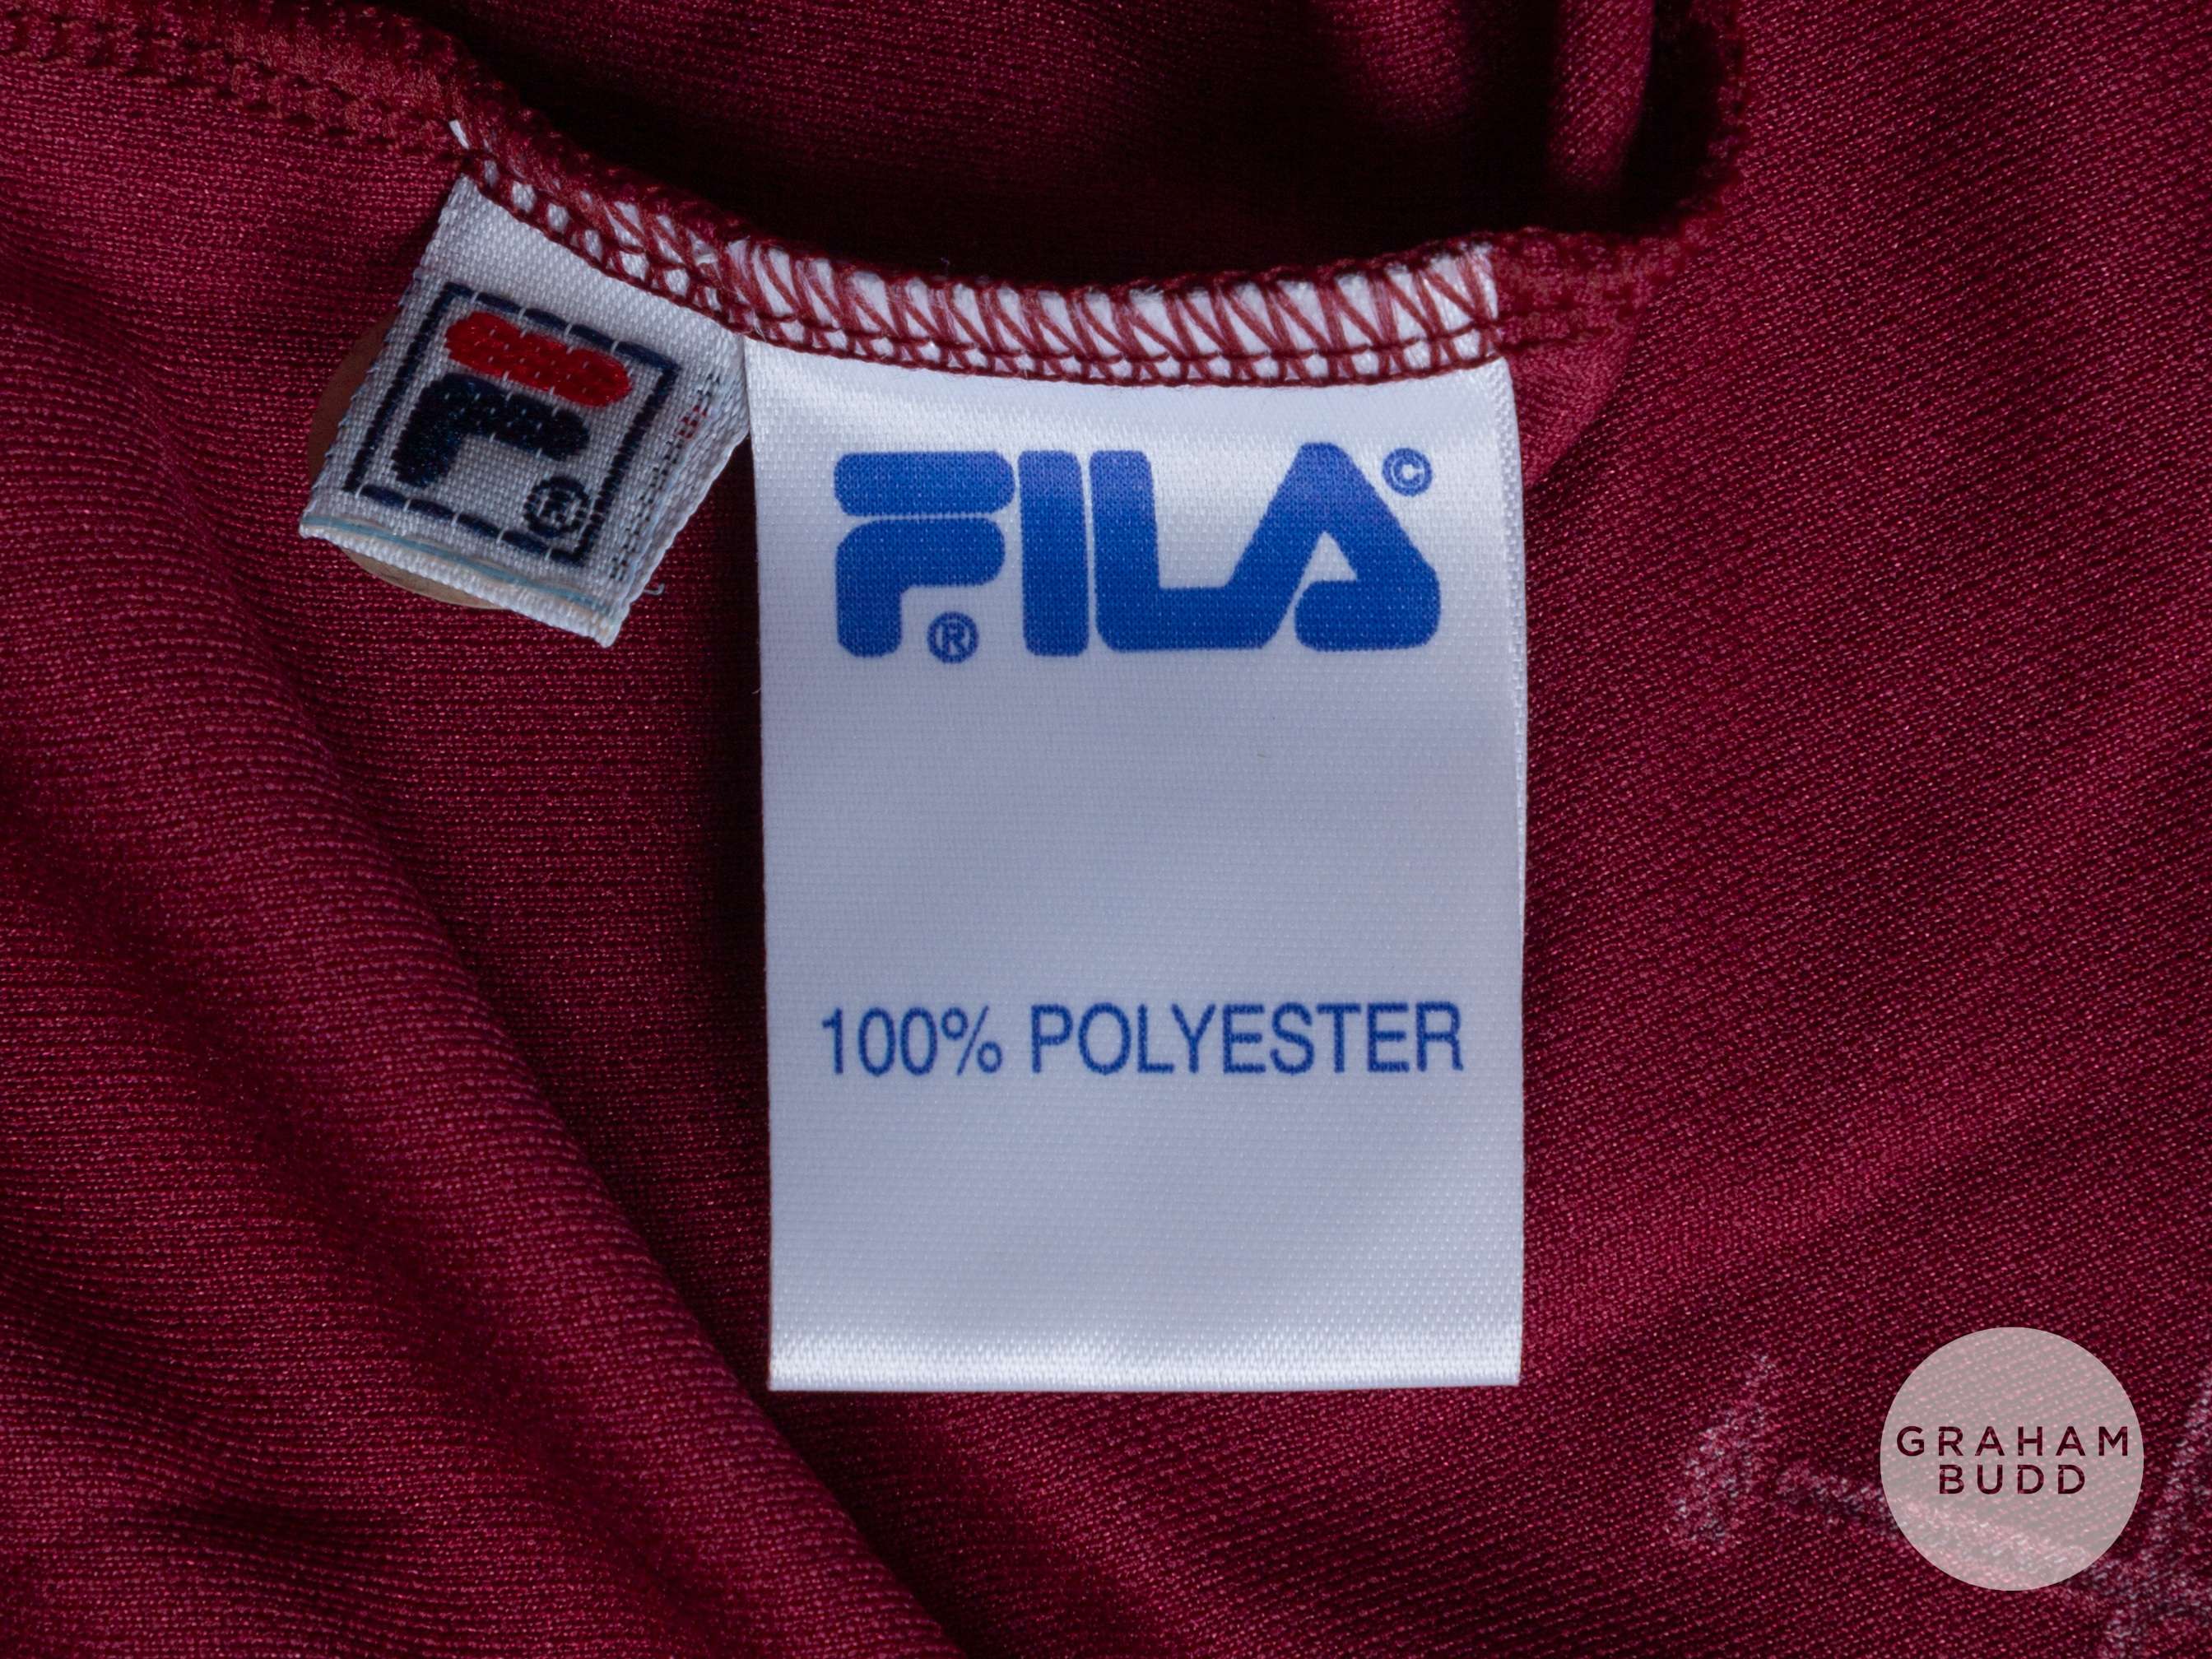 F®
FILA©
®
100% POLYESTER
GRAHAM
BUDD